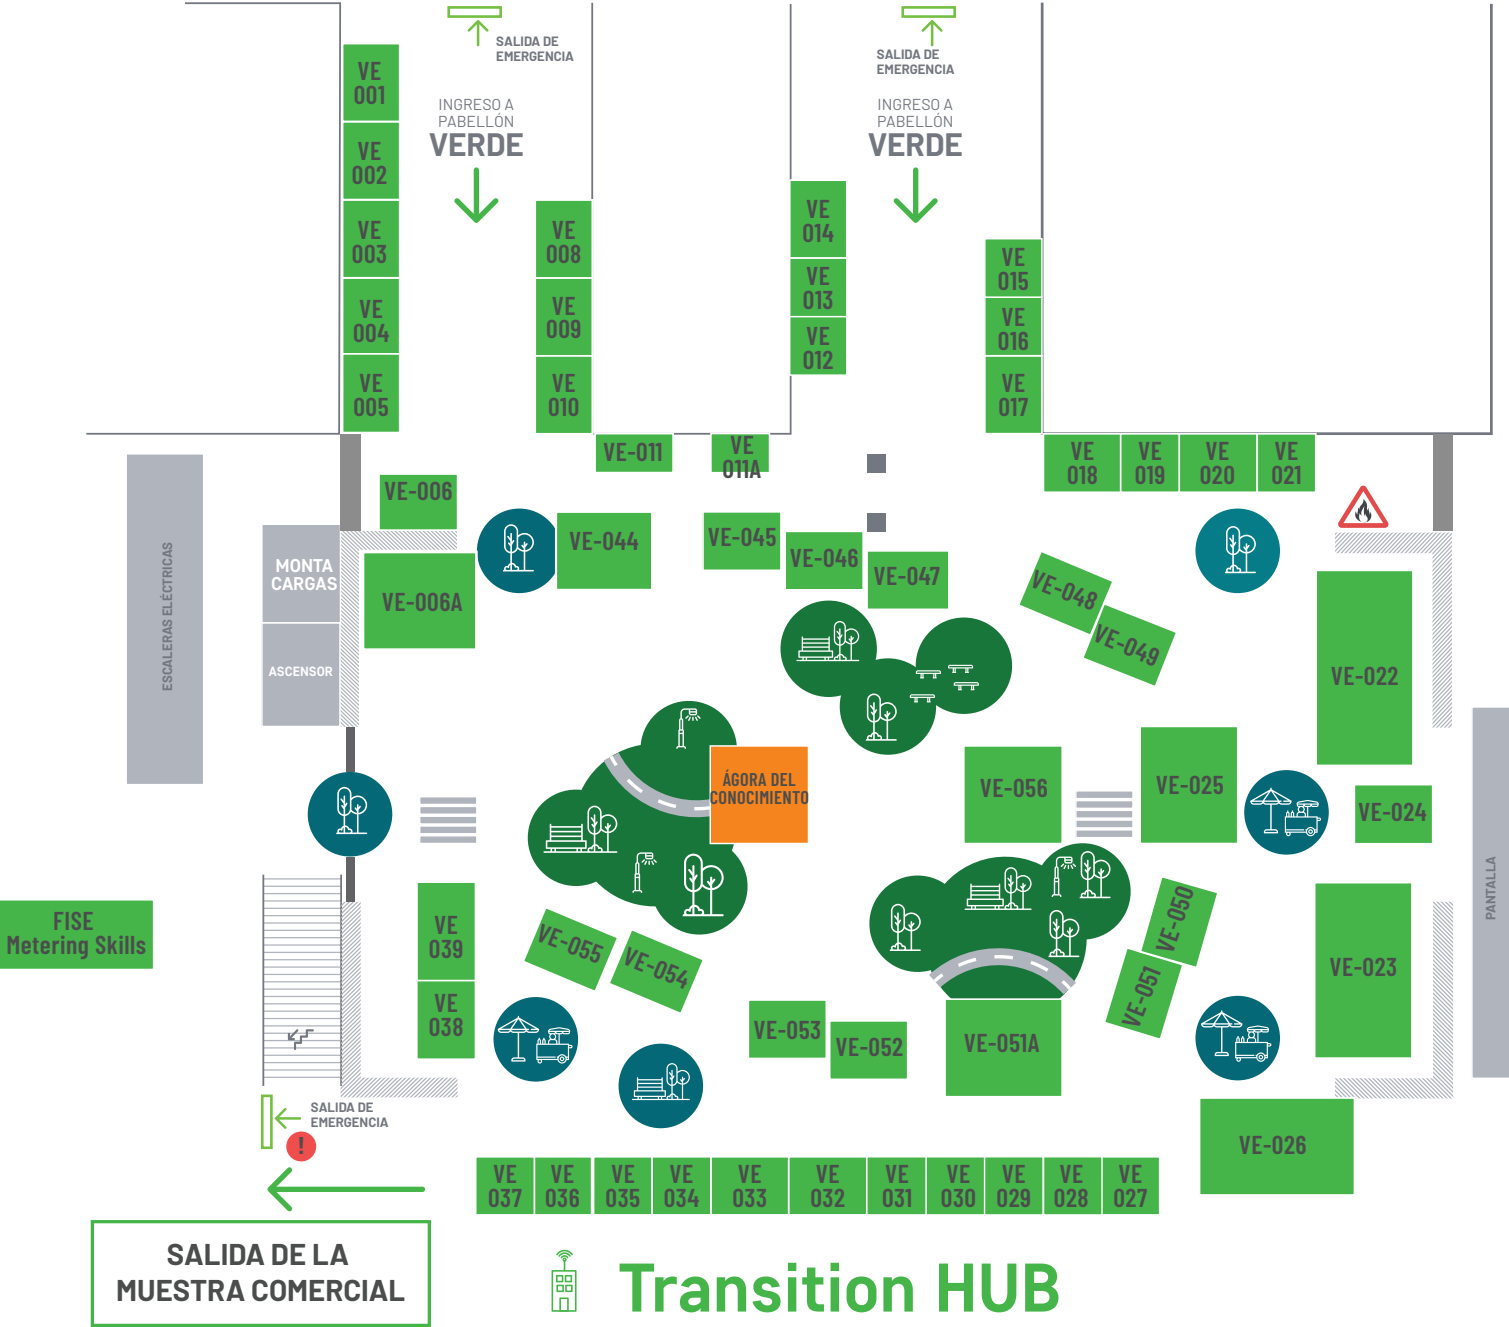 SALIDA DE
EMERGENCIA
SALIDA DE
EMERGENCIA
INGRESO A
PABELLÓN
VERDE
INGRESO A
PABELLÓN
VERDE
VE
001
VE
002
VE
003
VE
004
VE
005
VE
008
VE
009
VE
010
VE
014
VE
013
VE
012
VE
015
VE
016
VE
017
VE-011
VE
011A
VE
018
VE
019
VE
020
VE
021
VE-006
VE-006A
VE-044
VE-045
VE-046
VE-047
VE-048
VE-049
ESCALERAS ELÉCTRICAS
MONTA
CARGAS
ASCENSOR
VE-022
VE-056
VE-025
VE-024
ÁGORA DEL
CONOCIMIENTO
PANTALLA
FISE
Metering Skills
VE
039
VE
038
VE-055
VE-054
VE-053
VE-052
VE-051A
VE-050
VE-051
VE-023
VE-026
SALIDA DE
EMERGENCIA
!
VE
037
VE
036
VE
035
VE
034
VE
033
VE
032
VE
031
VE
030
VE
029
VE
028
VE
027
SALIDA DE LA
MUESTRA COMERCIAL
Transition HUB